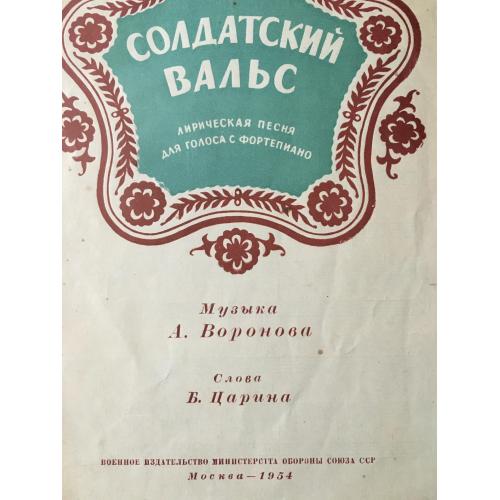 СОЛДАТСКИЙ
ВАЛЬС
ЛИРИЧЕСКАЯ ПЕСНЯ
ДЛЯ ГОЛОСА С ФОРТЕПИАНО
Музыка
А. Воронова
Слова
Б. Царина
ВОЕННОЕ ИЗДАТЕЛЬСТВО МИНИСТЕРСТВА ОБОРОНЫ СОЮЗА ССР
Москва — 1954